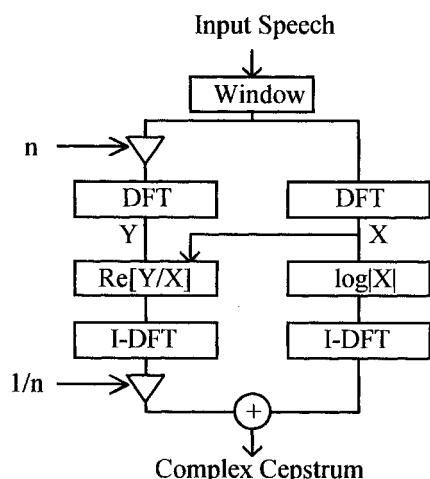 Input Speech
Window
n
DFT
DFT
Y
X
Re[Y/X]
log|X|
I-DFT
I-DFT
1/n
+
Complex Cepstrum